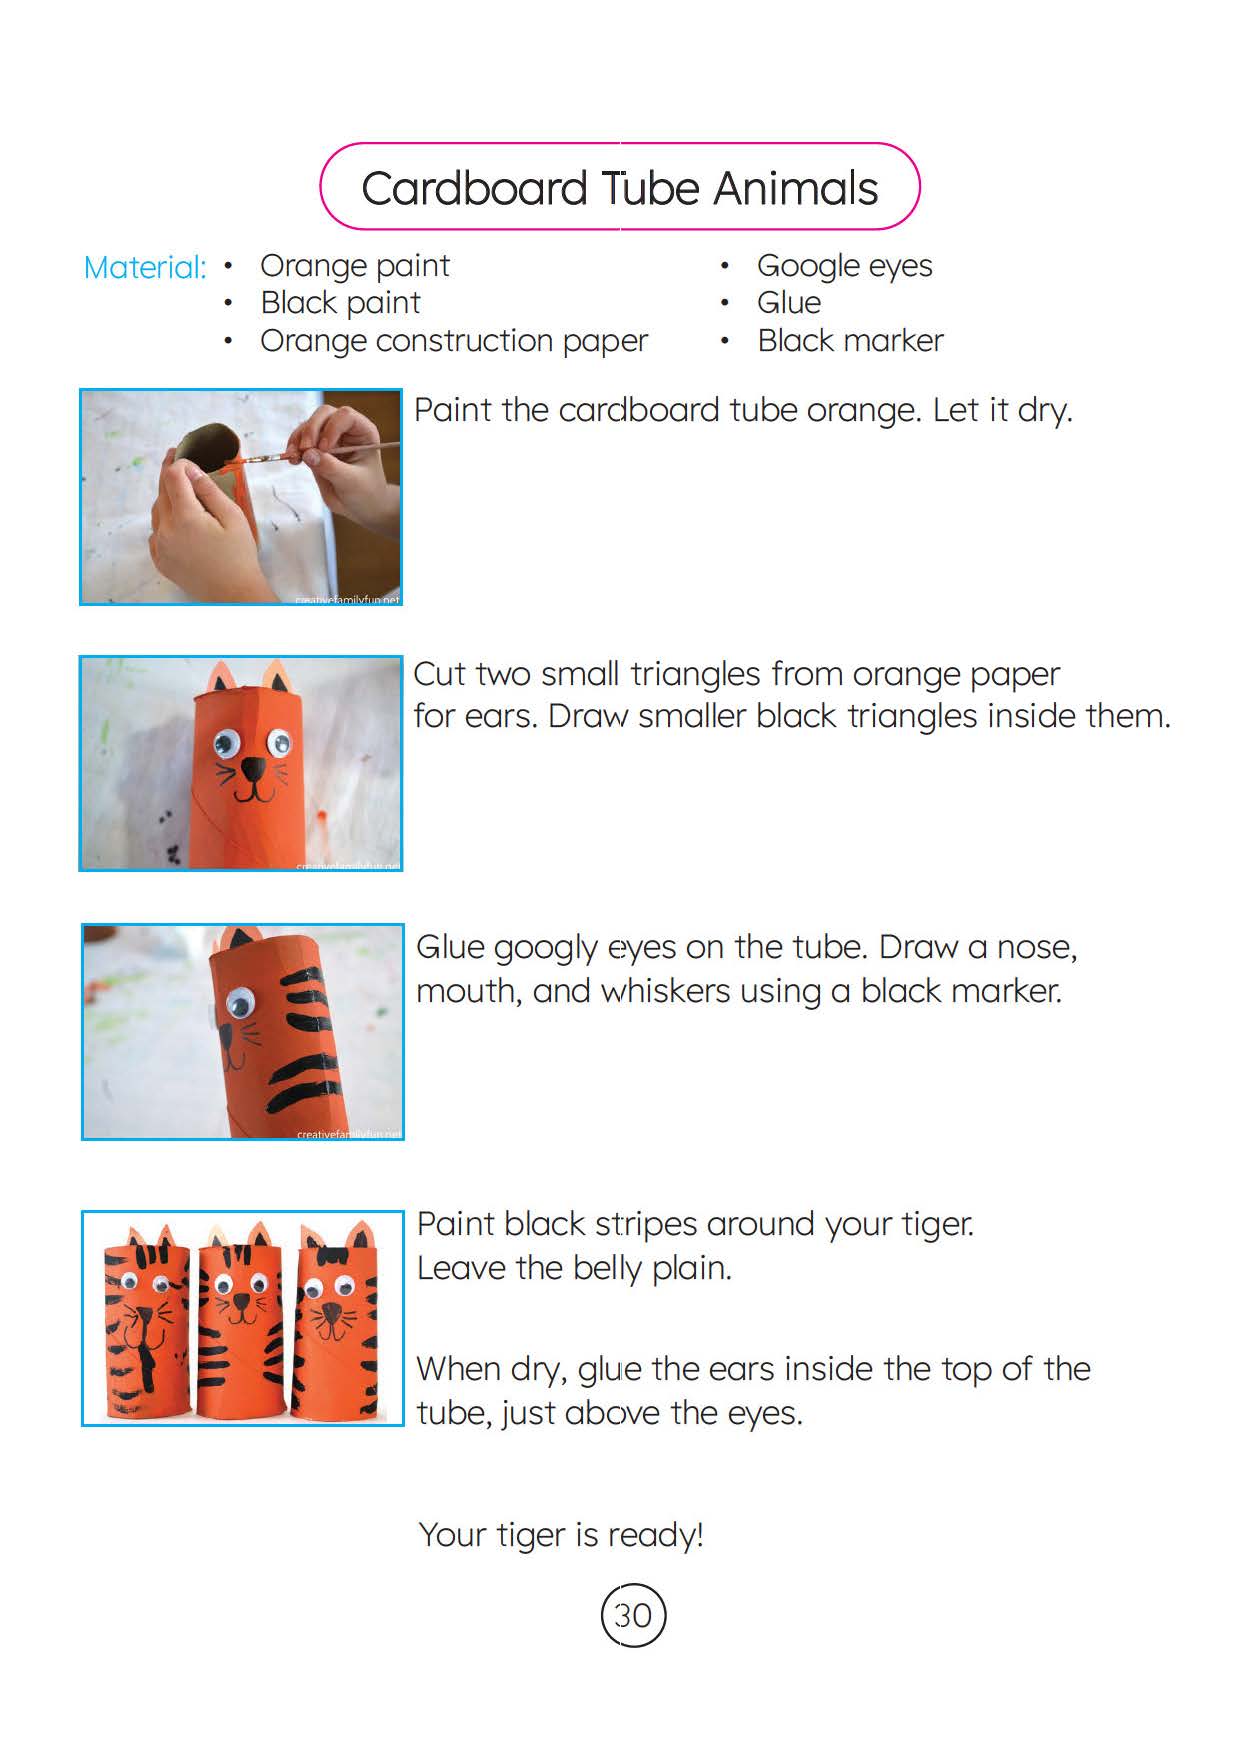 Cardboard Tube Animals
Material:
• Orange paint
• Black paint
• Orange construction paper
• Google eyes
• Glue
• Black marker
Paint the cardboard tube orange. Let it dry.
creativefamilyfun.net
Cut two small triangles from orange paper
for ears. Draw smaller black triangles inside them.
creativefamilyfun.net
Glue googly eyes on the tube. Draw a nose,
mouth, and whiskers using a black marker.
creativefamilyfun.net
Paint black stripes around your tiger.
Leave the belly plain.
When dry, glue the ears inside the top of the
tube, just above the eyes.
Your tiger is ready!
30